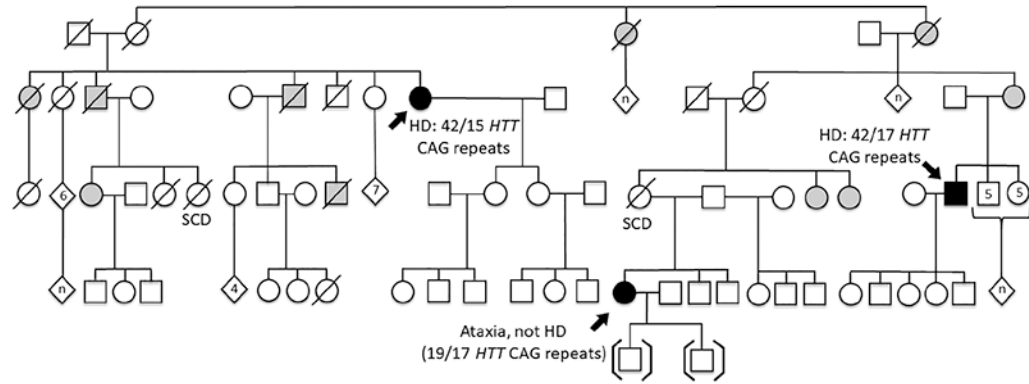 n
n
HD: 42/15 HTT
CAG repeats
HD: 42/17 HTT
CAG repeats
6
SCD
7
SCD
5
5
n
4
n
Ataxia, not HD
(19/17 HTT CAG repeats)